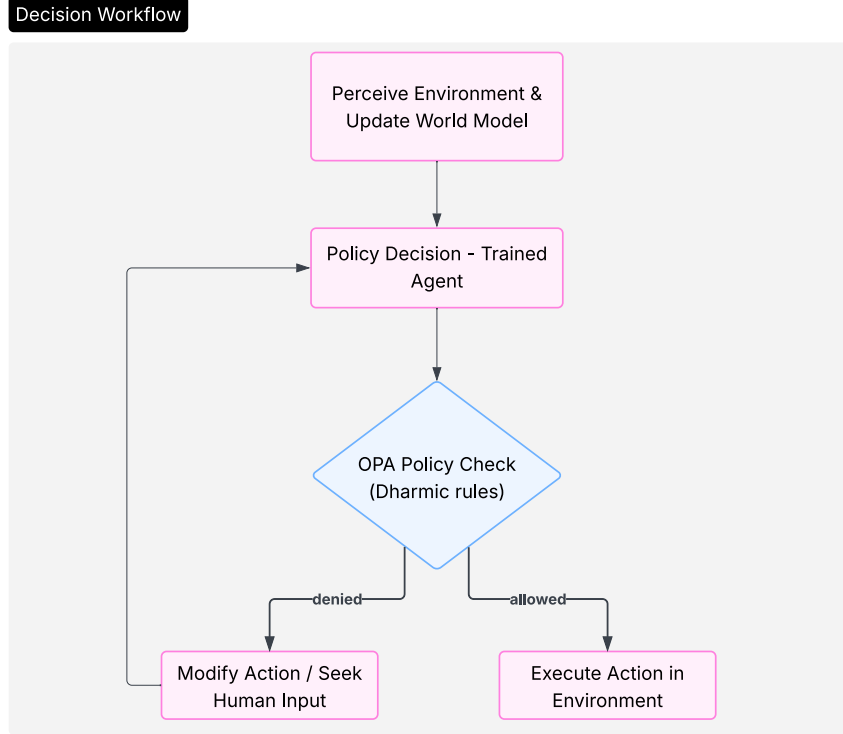 Decision Workflow
Perceive Environment &
Update World Model
Policy Decision - Trained
Agent
OPA Policy Check
(Dharmic rules)
denied
allowed
Modify Action / Seek
Human Input
Execute Action in
Environment